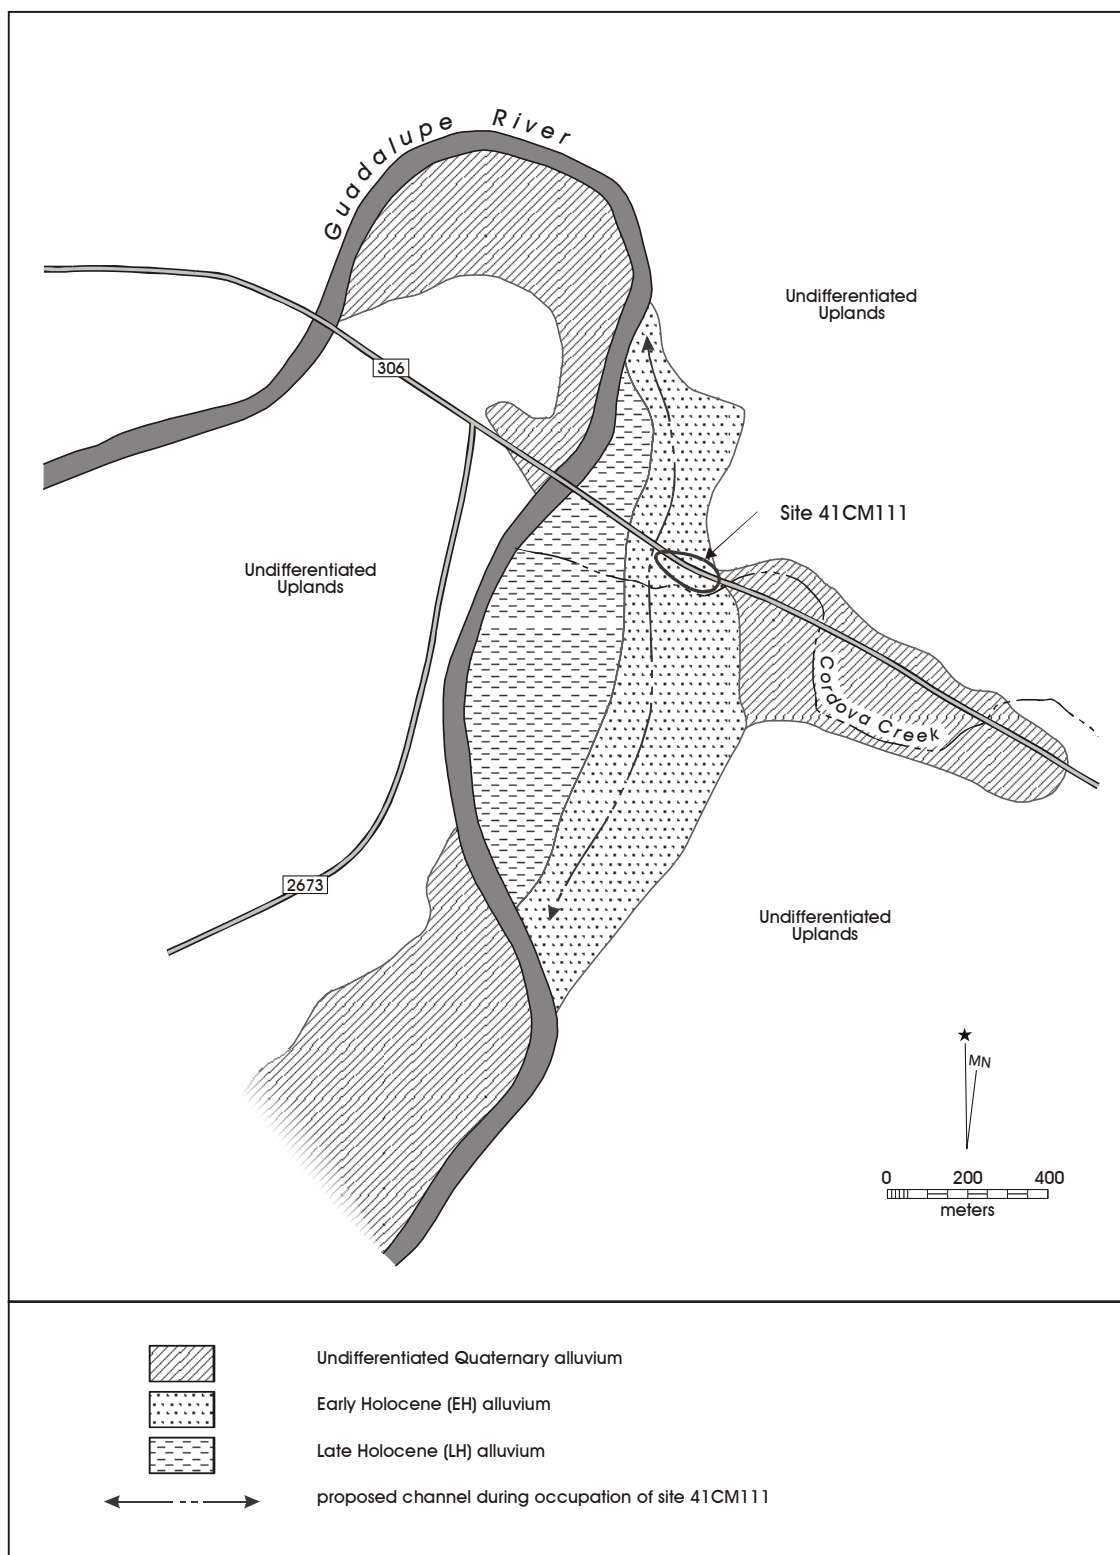 Guadalupe River
Undifferentiated
Uplands
306
Site 41CM111
Undifferentiated
Uplands
Cordova Creek
2673
Undifferentiated
Uplands
MN
0 200 400
meters
Undifferentiated Quaternary alluvium
Early Holocene (EH) alluvium
Late Holocene (LH) alluvium
proposed channel during occupation of site 41CM111